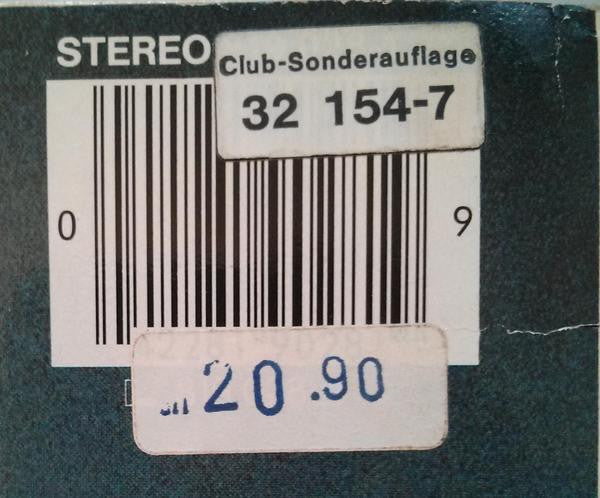 STEREO
Club-Sonderauflage
32 154-7
0 9
20.90